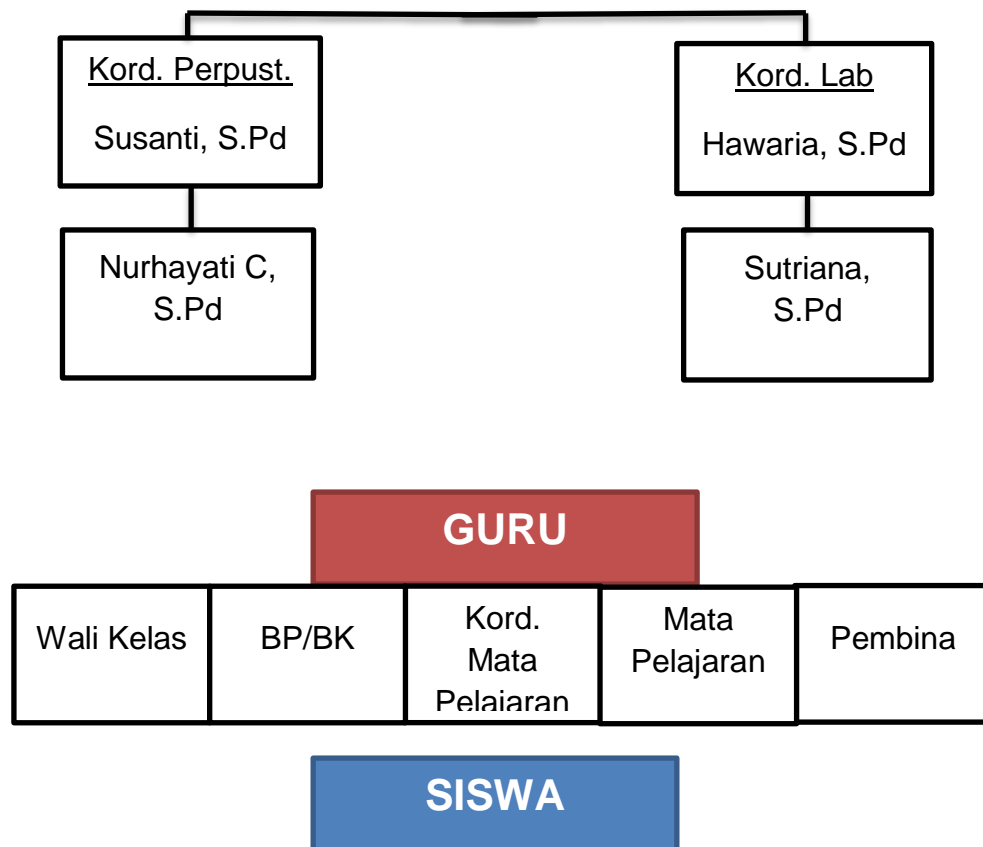 Kord. Perpust.
Susanti, S.Pd
Kord. Lab
Hawaria, S.Pd
Nurhayati C,
S.Pd
Sutriana,
S.Pd
GURU
Wali Kelas
BP/BK
Kord.
Mata
Pelajaran
Mata
Pelajaran
Pembina
SISWA